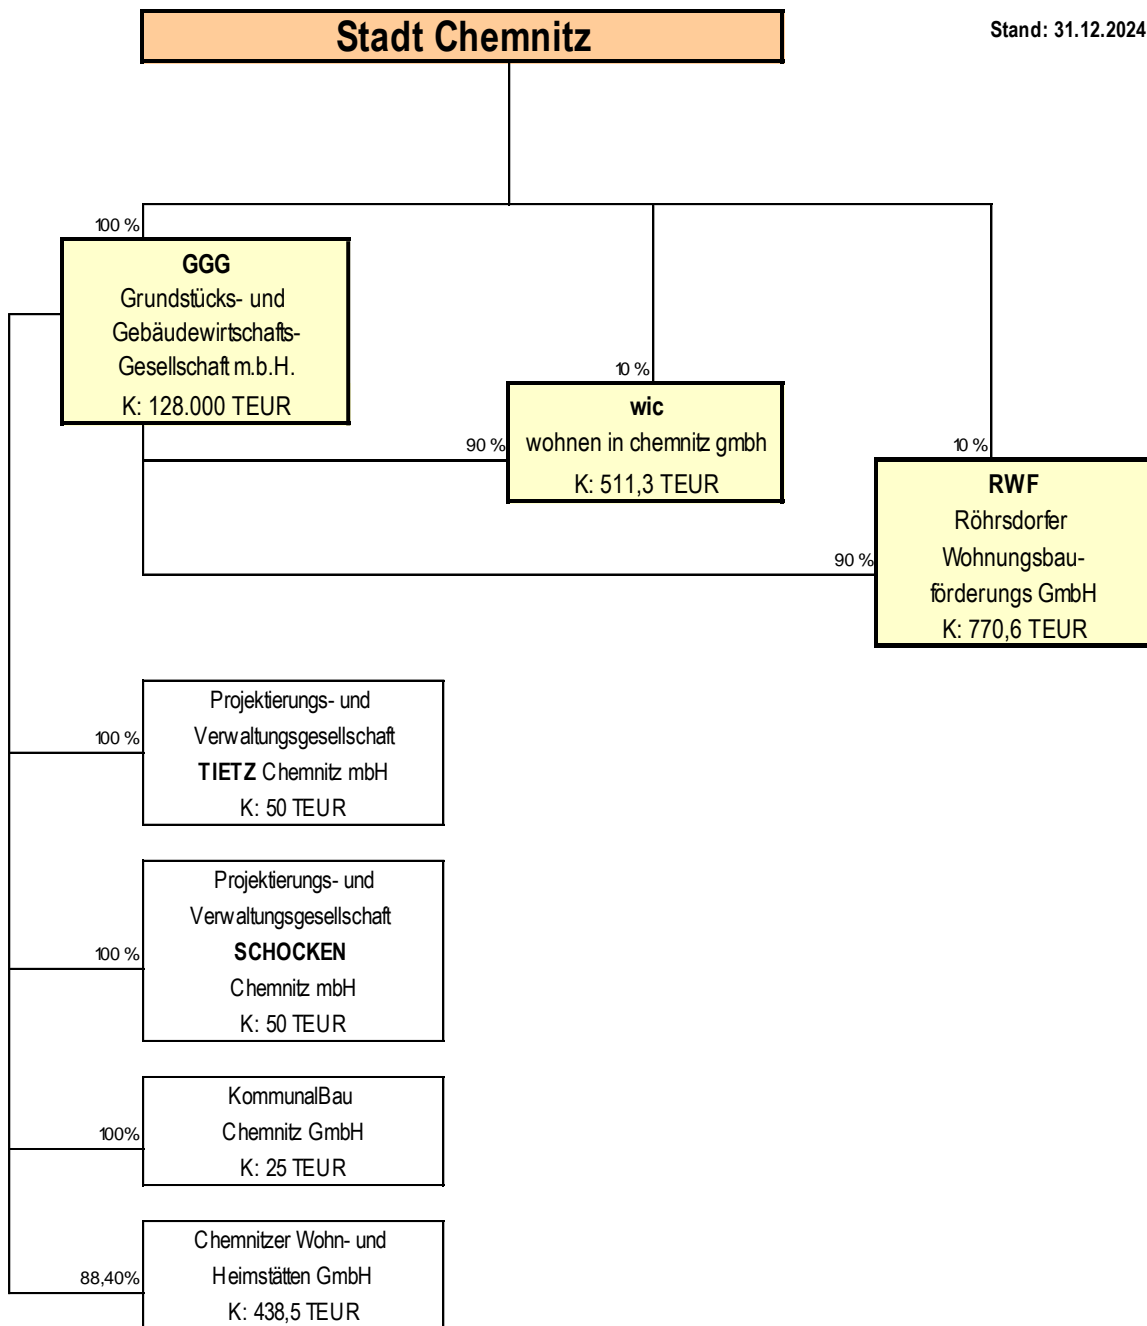 Stadt Chemnitz
Stand: 31.12.2024
100 %
GGG
Grundstücks- und
Gebäudewirtschafts-
Gesellschaft m.b.H.
K: 128.000 TEUR
10 %
wic
wohnen in chemnitz gmbh
K: 511,3 TEUR
90 %
10 %
RWF
Röhrsdorfer
Wohnungsbau-
förderungs GmbH
K: 770,6 TEUR
90 %
100 %
Projektierungs- und
Verwaltungsgesellschaft
TIETZ Chemnitz mbH
K: 50 TEUR
100 %
Projektierungs- und
Verwaltungsgesellschaft
SCHOCKEN
Chemnitz mbH
K: 50 TEUR
100%
KommunalBau
Chemnitz GmbH
K: 25 TEUR
88,40%
Chemnitzer Wohn- und
Heimstätten GmbH
K: 438,5 TEUR